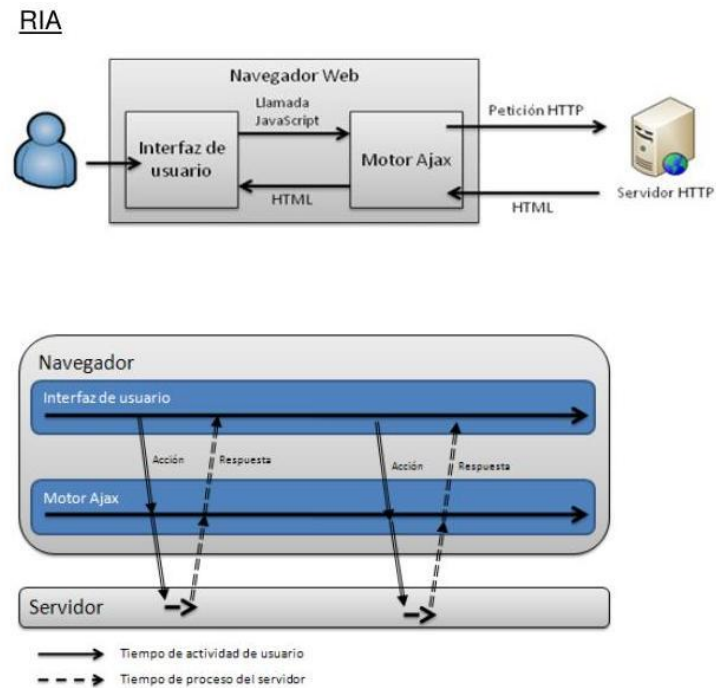 RIA
Navegador Web
Llamada
JavaScript
Petición HTTP
Interfaz de
usuario
Motor Ajax
HTML
HTML
Servidor HTTP
Navegador
Interfaz de usuario
Acción
Respuesta
Acción
Respuesta
Motor Ajax
Servidor
Tiempo de actividad de usuario
Tiempo de proceso del servidor